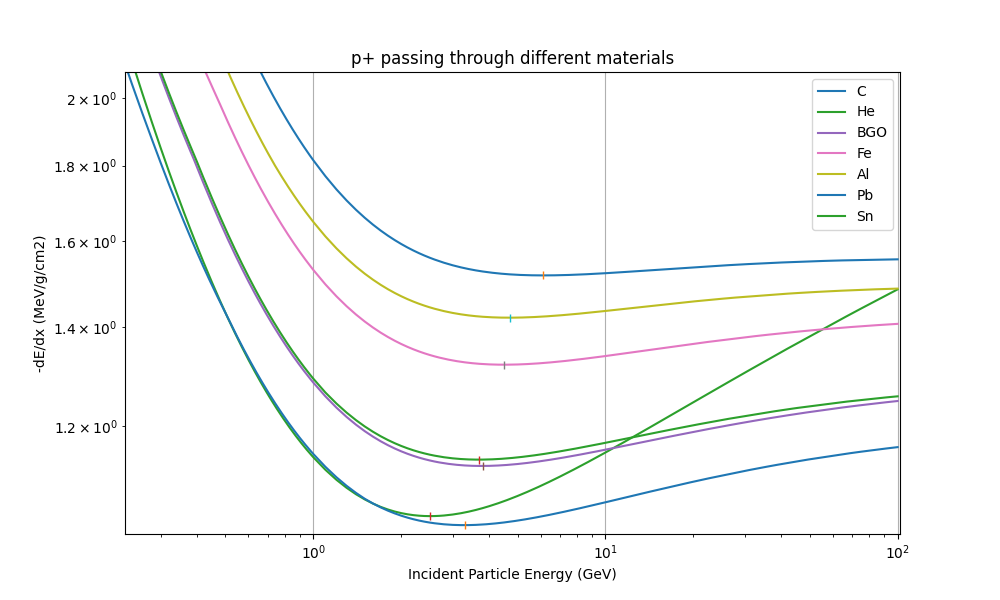 p+ passing through different materials
-dE/dx (MeV/g/cm2)
2 × 10⁰
1.8 × 10⁰
1.6 × 10⁰
1.4 × 10⁰
1.2 × 10⁰
C
He
BGO
Fe
Al
Pb
Sn
10⁰
10¹
10²
Incident Particle Energy (GeV)